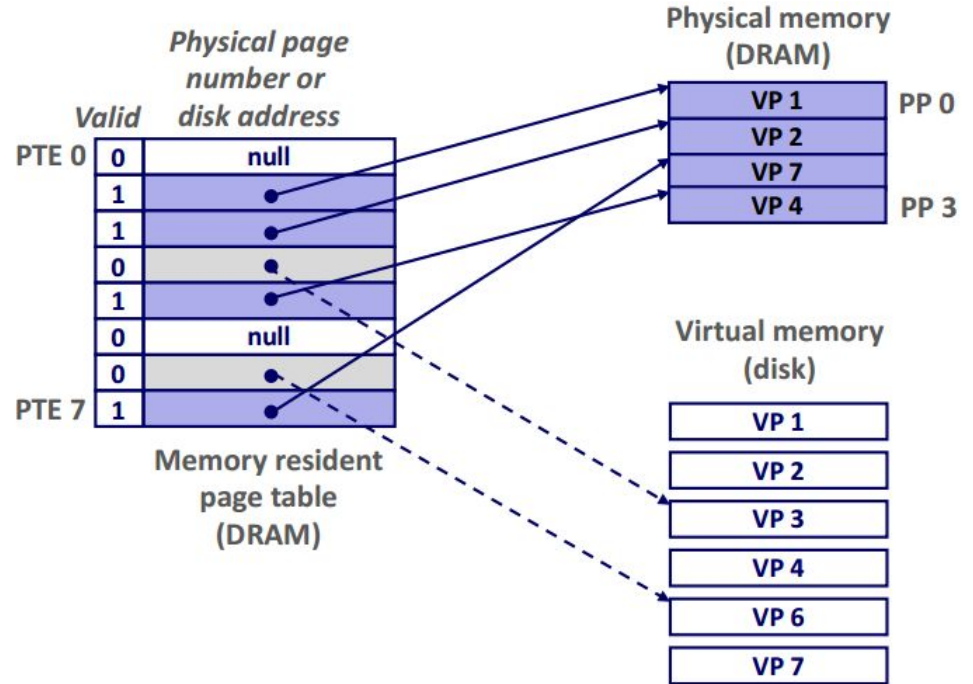 Physical page
number or
disk address
Valid
PTE 0
0
null
1
1
0
1
0
null
0
PTE 7
1
Memory resident
page table
(DRAM)
Physical memory
(DRAM)
VP 1
PP 0
VP 2
VP 7
VP 4
PP 3
Virtual memory
(disk)
VP 1
VP 2
VP 3
VP 4
VP 6
VP 7